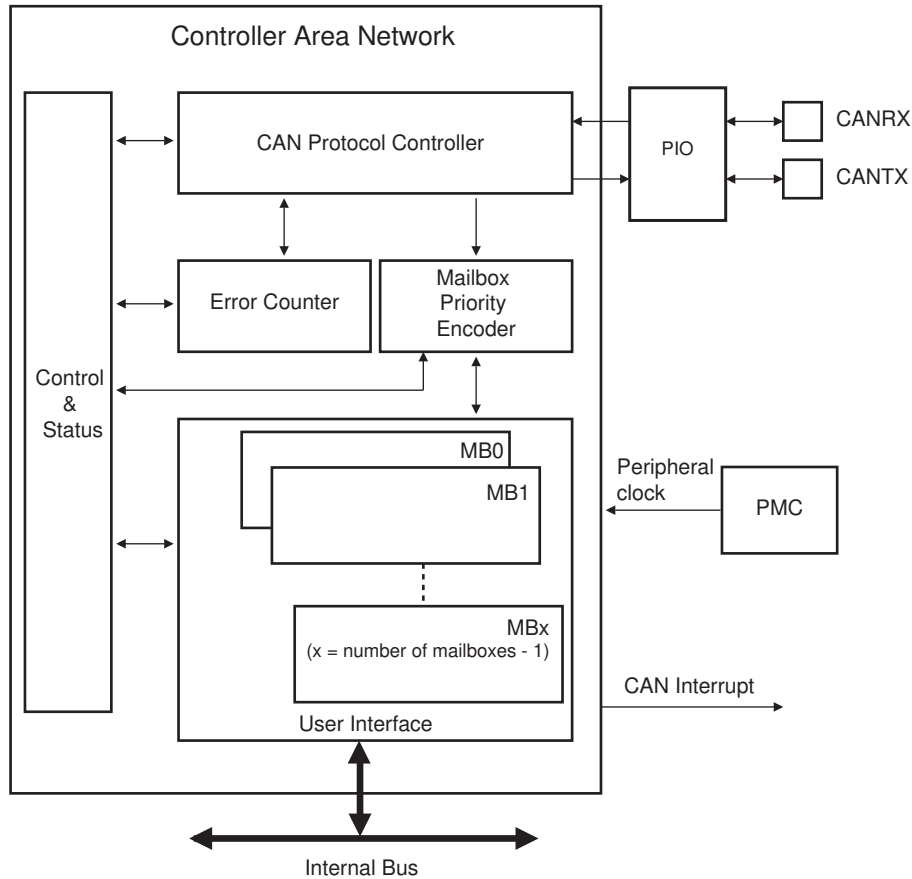 Controller Area Network
CAN Protocol Controller
PIO
CANRX
CANTX
Error Counter
Mailbox
Priority
Encoder
Control
&
Status
MB0
MB1
Peripheral
clock
PMC
MBx
(x = number of mailboxes - 1)
CAN Interrupt
User Interface
Internal Bus